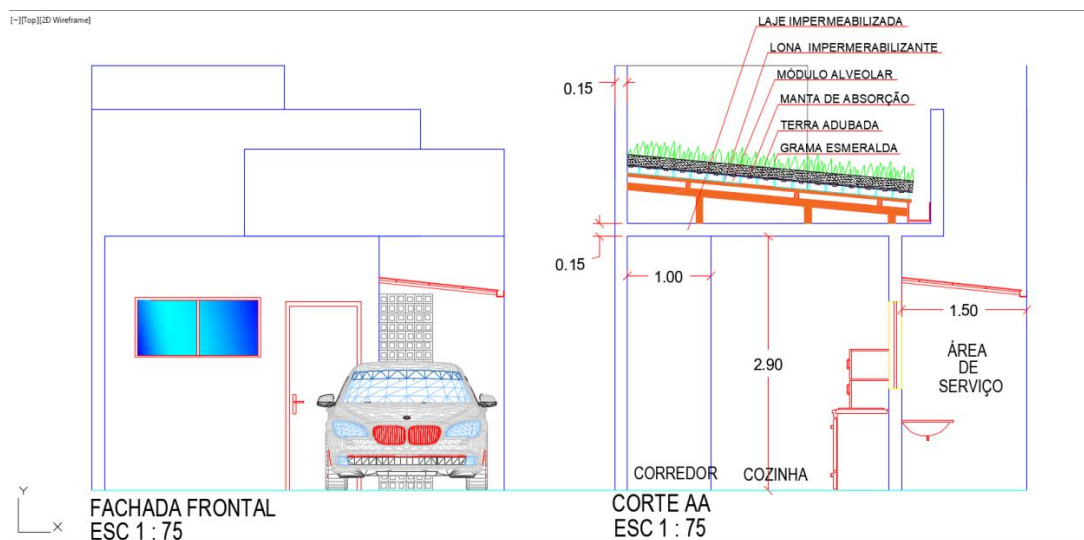 [−][Top][2D Wireframe]
LAJE IMPERMEABILIZADA
LONA IMPERMERABILIZANTE
MÓDULO ALVEOLAR
MANTA DE ABSORÇÃO
TERRA ADUBADA
GRAMA ESMERALDA
0.15
0.15
1.00
2.90
1.50
ÁREA
DE
SERVIÇO
CORREDOR
COZINHA
FACHADA FRONTAL
ESC 1 : 75
CORTE AA
ESC 1 : 75
Y
X